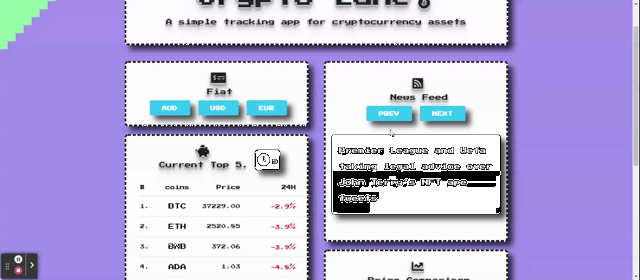 A simple tracking app for cryptocurrency assets
Fiat
AUD USD EUR
News Feed
PREV NEXT
Premier League and Uefa
taking legal advice over
John Terry's NFT ape
tweets
Current Top 5.
# coins Price 24H
1. BTC 37229.00 -2.9%
2. ETH 2520.85 -3.9%
3. BNB 372.06 -3.9%
4. ADA 1.03 -4.8%